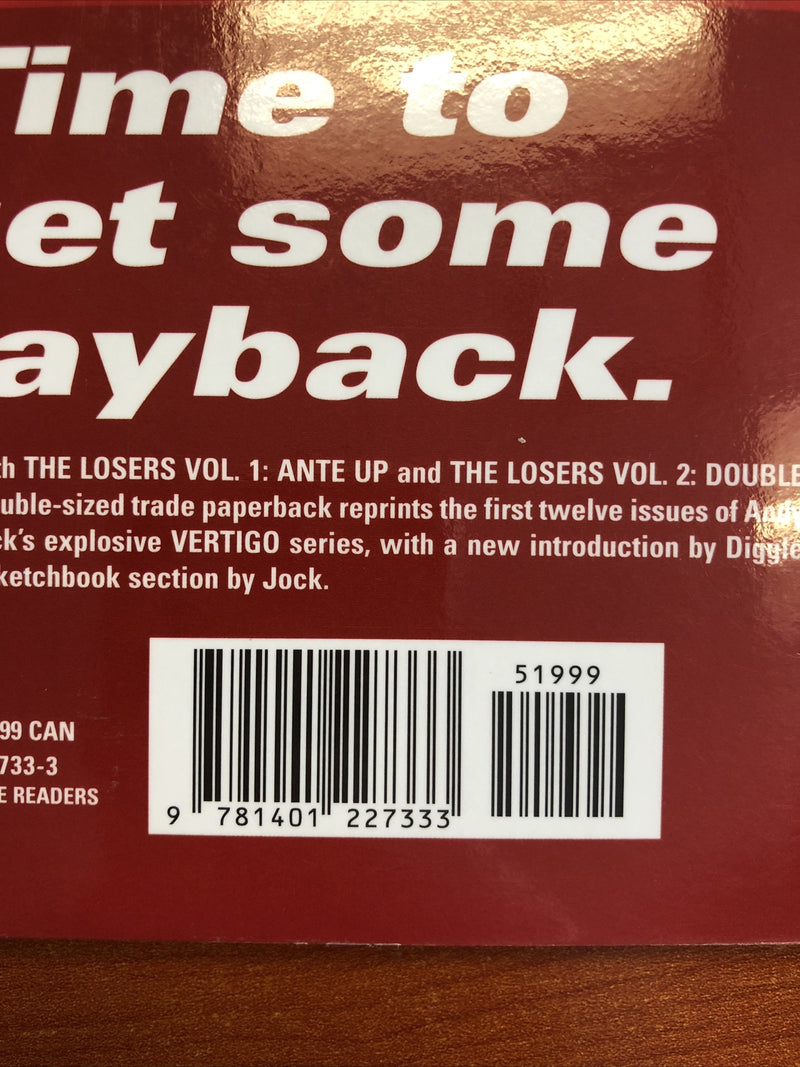 Time to
get some
ayback.
th THE LOSERS VOL. 1: ANTE UP and THE LOSERS VOL. 2: DOUBLE
uble-sized trade paperback reprints the first twelve issues of Andy
ck's explosive VERTIGO series, with a new introduction by Diggle
ketchbook section by Jock.
51999
99 CAN
733-3
E READERS
9 781401 227333